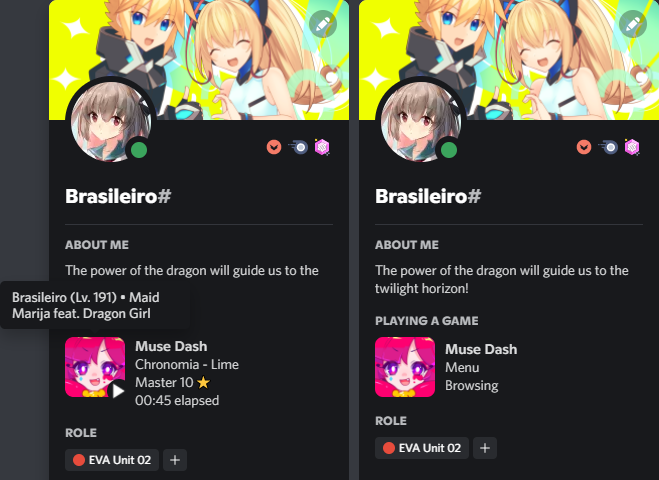 Brasileiro#
ABOUT ME
The power of the dragon will guide us to the
Brasileiro (Lv. 191) • Maid
Marija feat. Dragon Girl
Muse Dash
Chronomia - Lime
Master 10 ⭐
00:45 elapsed
ROLE
EVA Unit 02
+
Brasileiro#
ABOUT ME
The power of the dragon will guide us to the
twilight horizon!
PLAYING A GAME
Muse Dash
Menu
Browsing
ROLE
EVA Unit 02
+